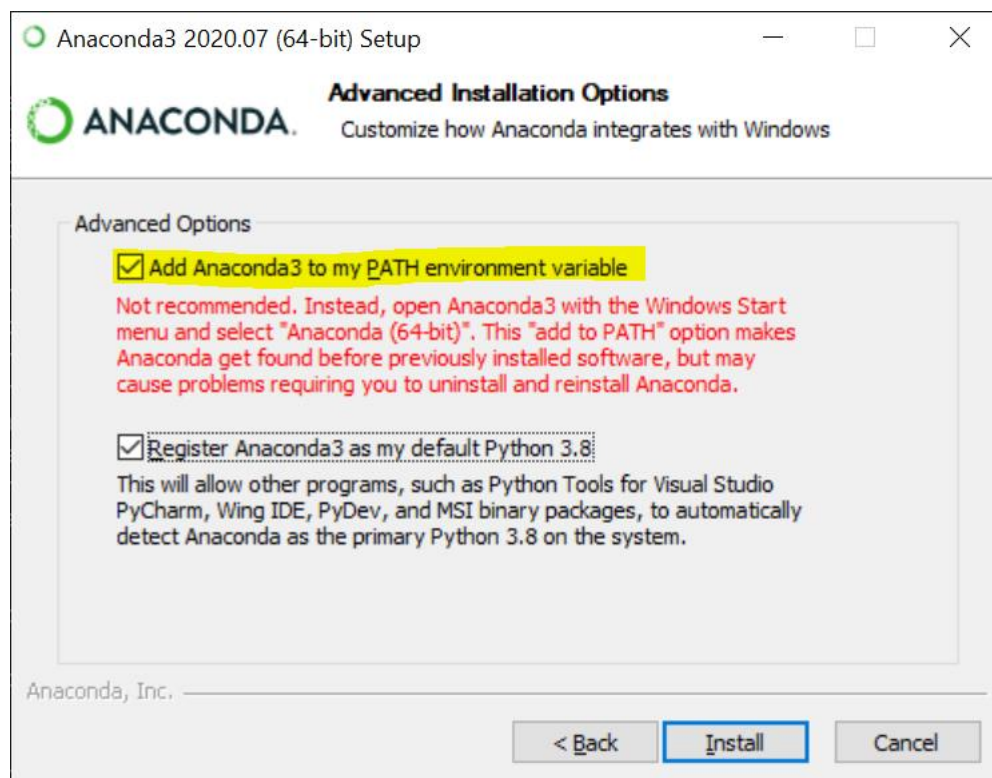 Anaconda3 2020.07 (64-bit) Setup
Advanced Installation Options
ANACONDA.
Customize how Anaconda integrates with Windows
Advanced Options
Add Anaconda3 to my PATH environment variable
Not recommended. Instead, open Anaconda3 with the Windows Start
menu and select "Anaconda (64-bit)". This "add to PATH" option makes
Anaconda get found before previously installed software, but may
cause problems requiring you to uninstall and reinstall Anaconda.
Register Anaconda3 as my default Python 3.8
This will allow other programs, such as Python Tools for Visual Studio
PyCharm, Wing IDE, PyDev, and MSI binary packages, to automatically
detect Anaconda as the primary Python 3.8 on the system.
Anaconda, Inc.
< Back
Install
Cancel